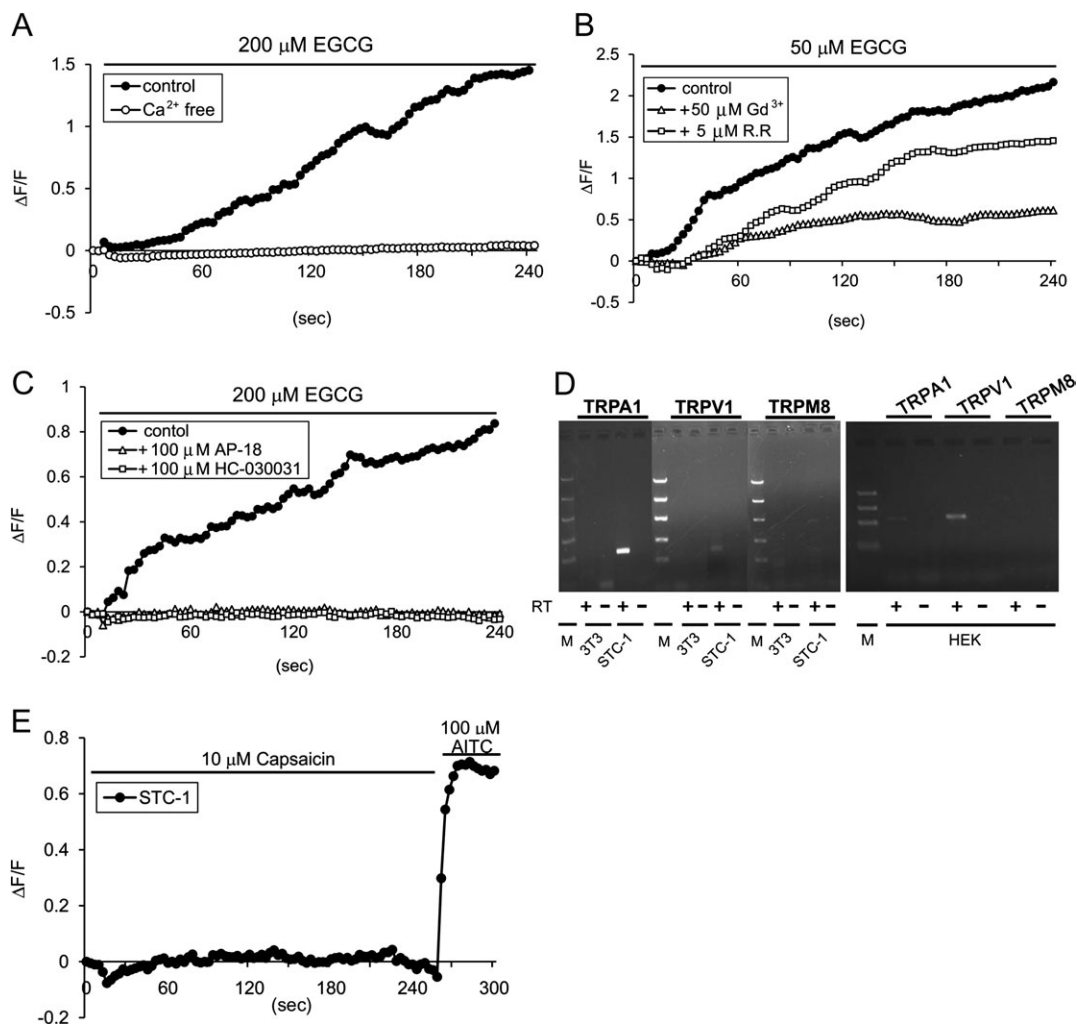 A
200 μM EGCG
1.5
control
Ca2+ free
1
0.5
0
-0.5
ΔF/F
0 60 120 180 240
(sec)
B
50 μM EGCG
2.5
control
+50 μM Gd3+
+ 5 μM R.R
2.0
1.5
1.0
0.5
0
-0.5
ΔF/F
0 60 120 180 240
(sec)
C
200 μM EGCG
1
contol
+100 μM AP-18
+100 μM HC-030031
0.8
0.6
0.4
0.2
0
-0.2
ΔF/F
0 60 120 180 240
(sec)
D
TRPA1 TRPV1 TRPM8
TRPA1 TRPV1 TRPM8
RT + - + - + - + - + - + -
+ - + - + -
M 3T3 STC-1 M 3T3 STC-1 M 3T3 STC-1
M HEK
E
0.8
10 μM Capsaicin
100 μM
AITC
STC-1
0.6
0.4
0.2
0
-0.2
ΔF/F
0 60 120 180 240 300
(sec)